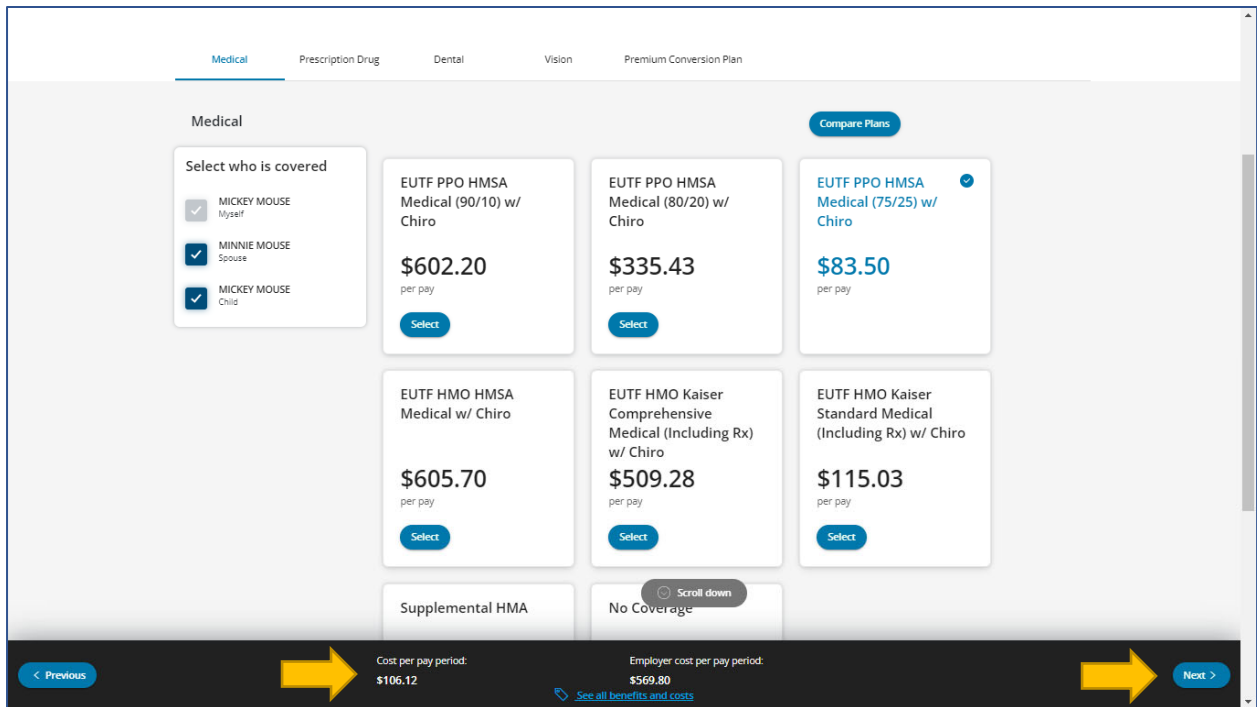 Medical
Prescription Drug
Dental
Vision
Premium Conversion Plan
Medical
Compare Plans
Select who is covered
MICKEY MOUSE
Myself
MINNIE MOUSE
Spouse
MICKEY MOUSE
Child
EUTF PPO HMSA
Medical (90/10) w/
Chiro
$602.20
per pay
Select
EUTF PPO HMSA
Medical (80/20) w/
Chiro
$335.43
per pay
Select
EUTF PPO HMSA
Medical (75/25) w/
Chiro
$83.50
per pay
EUTF HMO HMSA
Medical w/ Chiro
$605.70
per pay
Select
EUTF HMO Kaiser
Comprehensive
Medical (Including Rx)
w/ Chiro
$509.28
per pay
Select
EUTF HMO Kaiser
Standard Medical
(Including Rx) w/ Chiro
$115.03
per pay
Select
Supplemental HMA
No Coverage
Scroll down
< Previous
Cost per pay period:
$106.12
Employer cost per pay period:
$569.80
See all benefits and costs
Next >